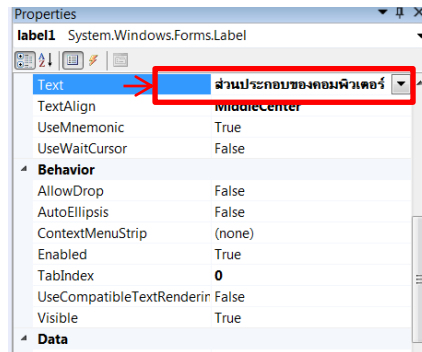 Properties
label1 System.Windows.Forms.Label
Text ส่วนประกอบของคอมพิวเตอร์
TextAlign MiddleCenter
UseMnemonic True
UseWaitCursor False
Behavior
AllowDrop False
AutoEllipsis False
ContextMenuStrip (none)
Enabled True
TabIndex 0
UseCompatibleTextRenderin False
Visible True
Data